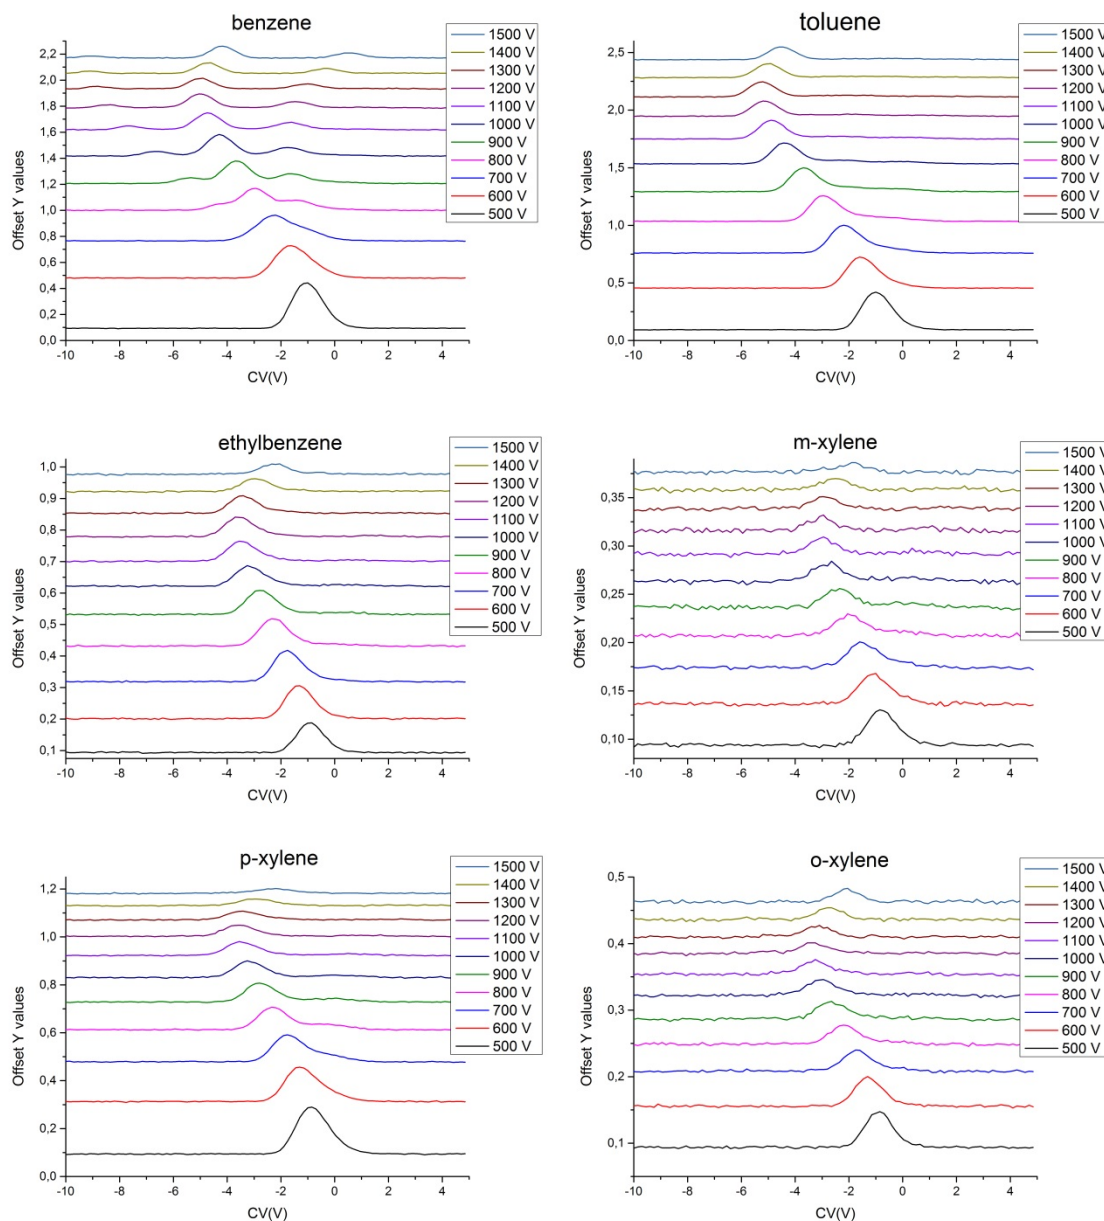 benzene
1500 V
1400 V
1300 V
1200 V
1100 V
1000 V
900 V
800 V
700 V
600 V
500 V
2,2
2,0
1,8
1,6
1,4
1,2
1,0
0,8
0,6
0,4
0,2
0,0
Offset Y values
-10 -8 -6 -4 -2 0 2 4
CV(V)
toluene
1500 V
1400 V
1300 V
1200 V
1100 V
1000 V
900 V
800 V
700 V
600 V
500 V
2,5
2,0
1,5
1,0
0,5
0,0
Offset Y values
-10 -8 -6 -4 -2 0 2 4
CV(V)
ethylbenzene
1500 V
1400 V
1300 V
1200 V
1100 V
1000 V
900 V
800 V
700 V
600 V
500 V
1,0
0,9
0,8
0,7
0,6
0,5
0,4
0,3
0,2
0,1
Offset Y values
-10 -8 -6 -4 -2 0 2 4
CV(V)
m-xylene
1500 V
1400 V
1300 V
1200 V
1100 V
1000 V
900 V
800 V
700 V
600 V
500 V
0,35
0,30
0,25
0,20
0,15
0,10
Offset Y values
-10 -8 -6 -4 -2 0 2 4
CV(V)
p-xylene
1500 V
1400 V
1300 V
1200 V
1100 V
1000 V
900 V
800 V
700 V
600 V
500 V
1,2
1,0
0,8
0,6
0,4
0,2
0,0
Offset Y values
-10 -8 -6 -4 -2 0 2 4
CV(V)
o-xylene
1500 V
1400 V
1300 V
1200 V
1100 V
1000 V
900 V
800 V
700 V
600 V
500 V
0,5
0,4
0,3
0,2
0,1
Offset Y values
-10 -8 -6 -4 -2 0 2 4
CV(V)